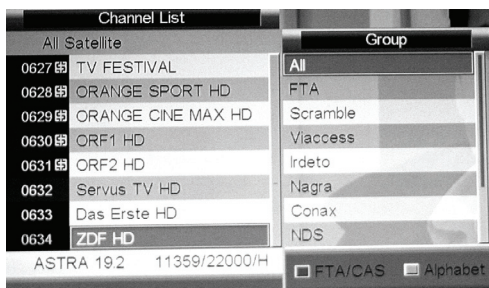 Channel List
All Satellite
0627 $ TV FESTIVAL
0628 $ ORANGE SPORT HD
0629 $ ORANGE CINE MAX HD
0630 $ ORF1 HD
0631 $ ORF2 HD
0632 Servus TV HD
0633 Das Erste HD
0634 ZDF HD
ASTRA 19.2 11359/22000/H
Group
All
FTA
Scramble
Viaccess
Irdeto
Nagra
Conax
NDS
FTA/CAS Alphabet